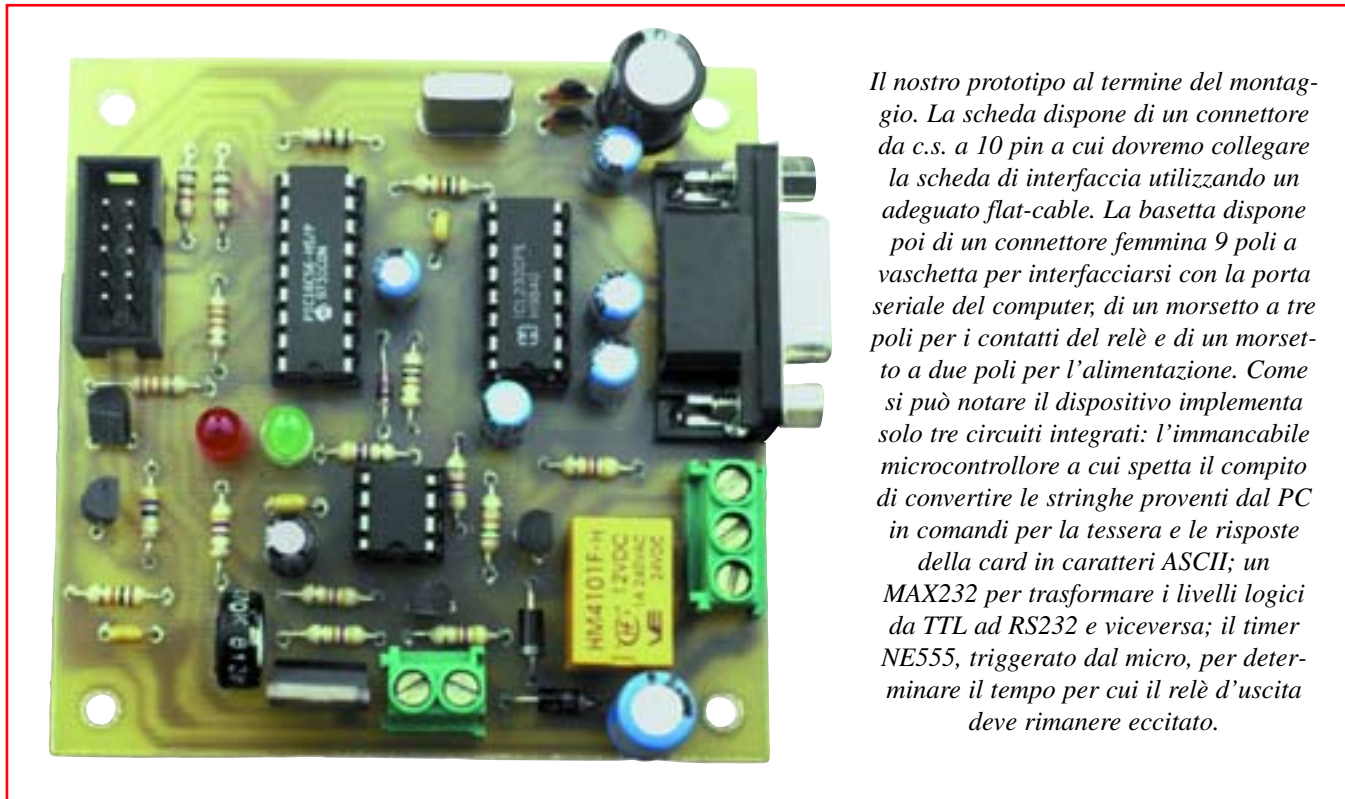 PIC16C56-HS/P
HM4101F-H
12VDC
1A 240VAC
24VDC
Il nostro prototipo al termine del montag-
gio. La scheda dispone di un connettore
da c.s. a 10 pin a cui dovremo collegare
la scheda di interfaccia utilizzando un
adeguato flat-cable. La basetta dispone
poi di un connettore femmina 9 poli a
vaschetta per interfacciarsi con la porta
seriale del computer, di un morsetto a tre
poli per i contatti del relè e di un morset-
to a due poli per l'alimentazione. Come
si può notare il dispositivo implementa
solo tre circuiti integrati: l'immancabile
microcontrollore a cui spetta il compito
di convertire le stringhe proventi dal PC
in comandi per la tessera e le risposte
della card in caratteri ASCII; un
MAX232 per trasformare i livelli logici
da TTL ad RS232 e viceversa; il timer
NE555, triggerato dal micro, per deter-
minare il tempo per cui il relè d'uscita
deve rimanere eccitato.